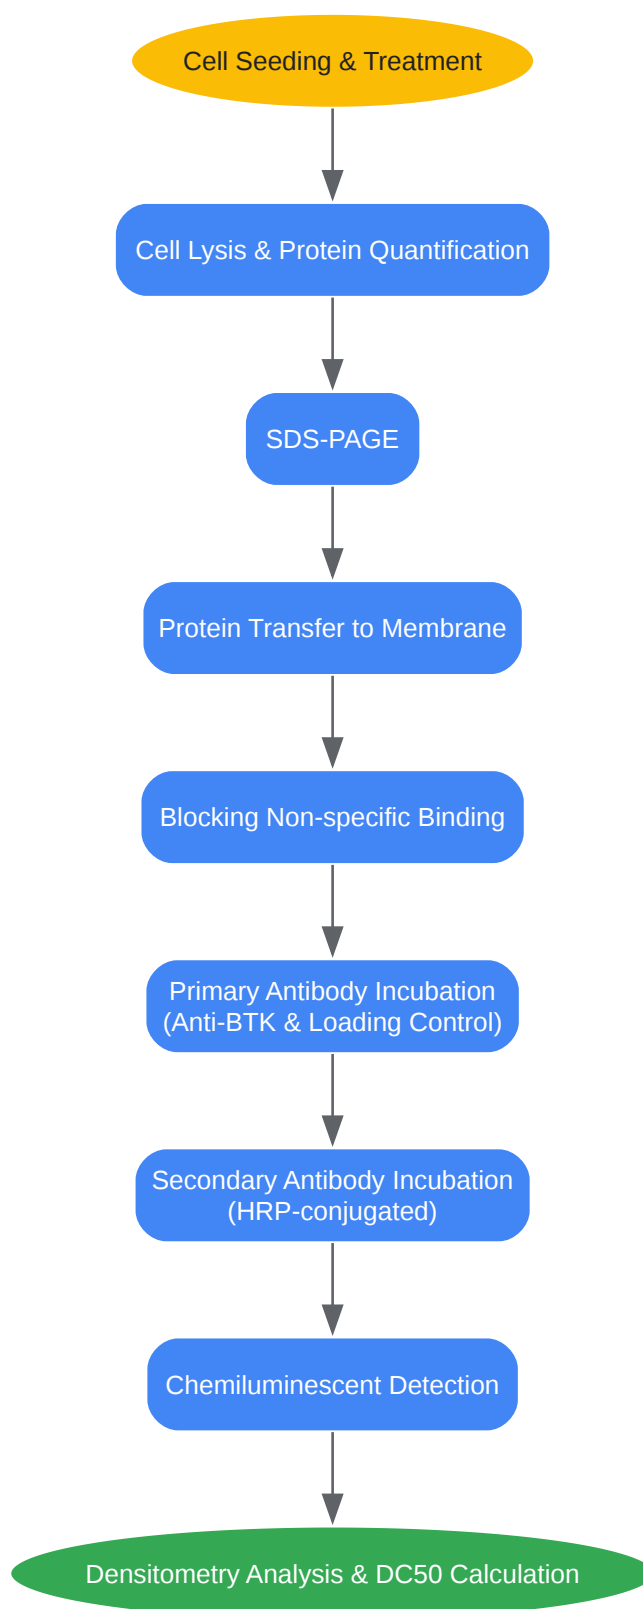 Cell Seeding & Treatment
Cell Lysis & Protein Quantification
SDS-PAGE
Protein Transfer to Membrane
Blocking Non-specific Binding
Primary Antibody Incubation
(Anti-BTK & Loading Control)
Secondary Antibody Incubation
(HRP-conjugated)
Chemiluminescent Detection
Densitometry Analysis & DC50 Calculation